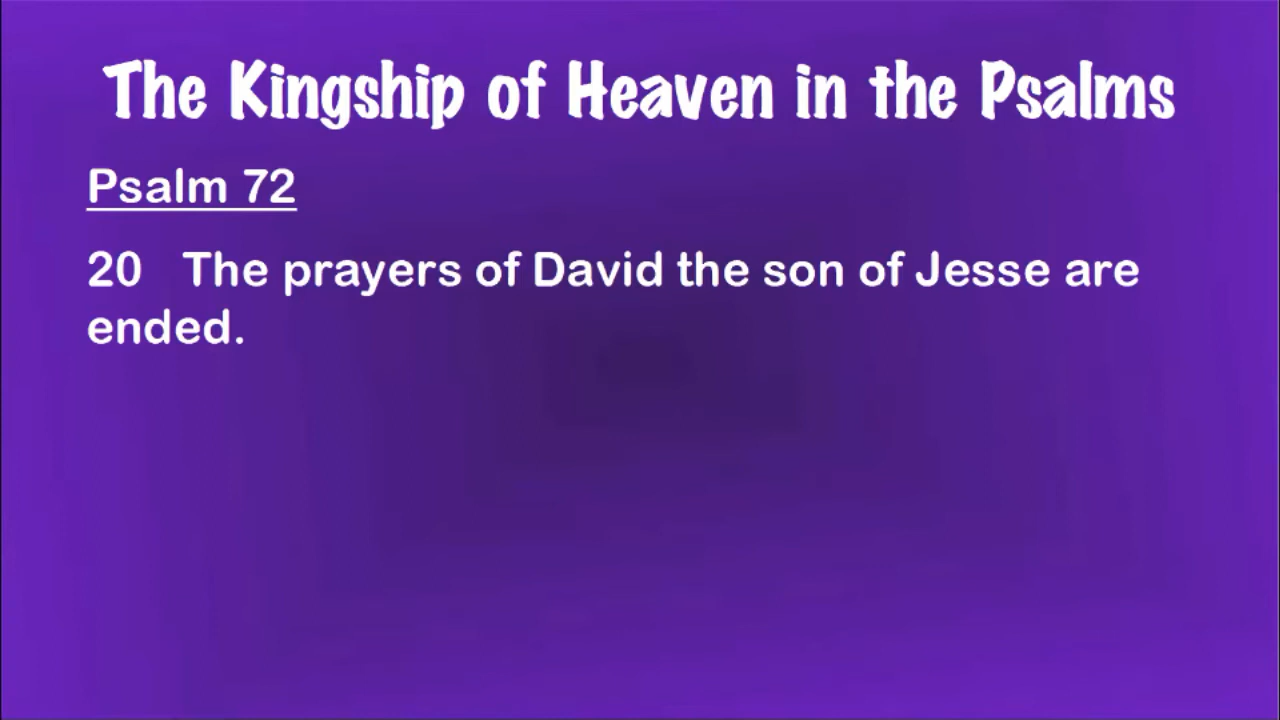 The Kingship of Heaven in the Psalms
Psalm 72
20 The prayers of David the son of Jesse are
ended.